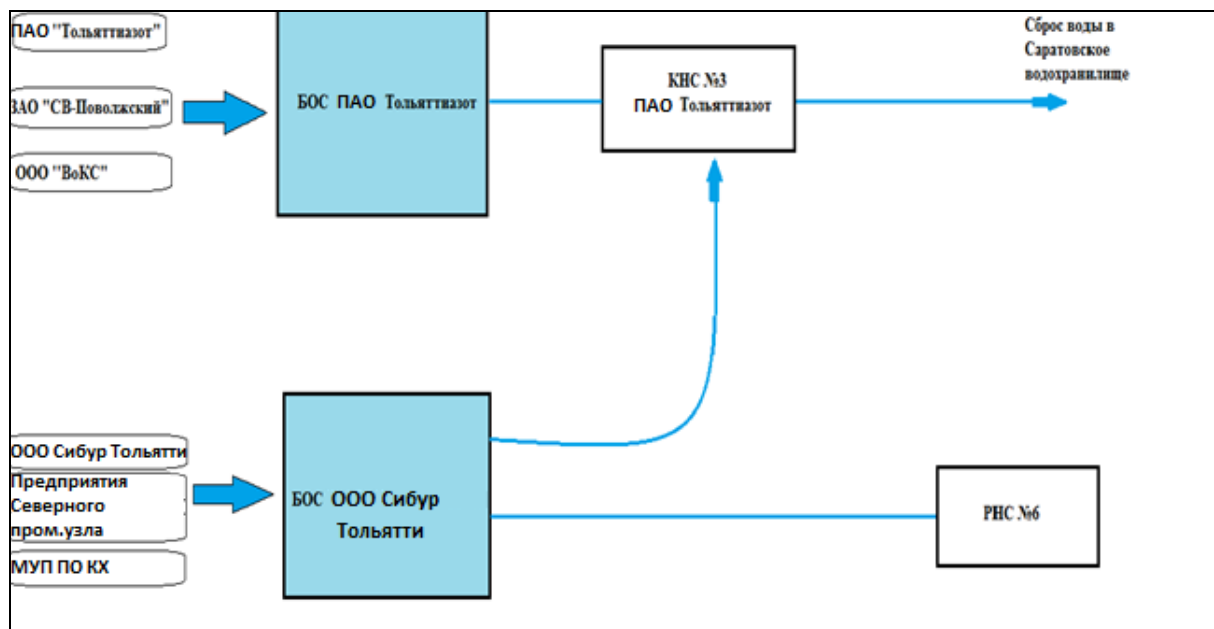 ПАО "Тольяттиазот"
ЗАО "СВ-Поволжский"
ООО "ВоКС"
БОС ПАО Тольяттиазот
КНС №3
ПАО Тольяттиазот
Сброс воды в
Саратовское
водохранилище
ООО Сибур Тольятти
Предприятия
Северного
пром.узла
МУП ПО КХ
БОС ООО Сибур
Тольятти
РНС №6